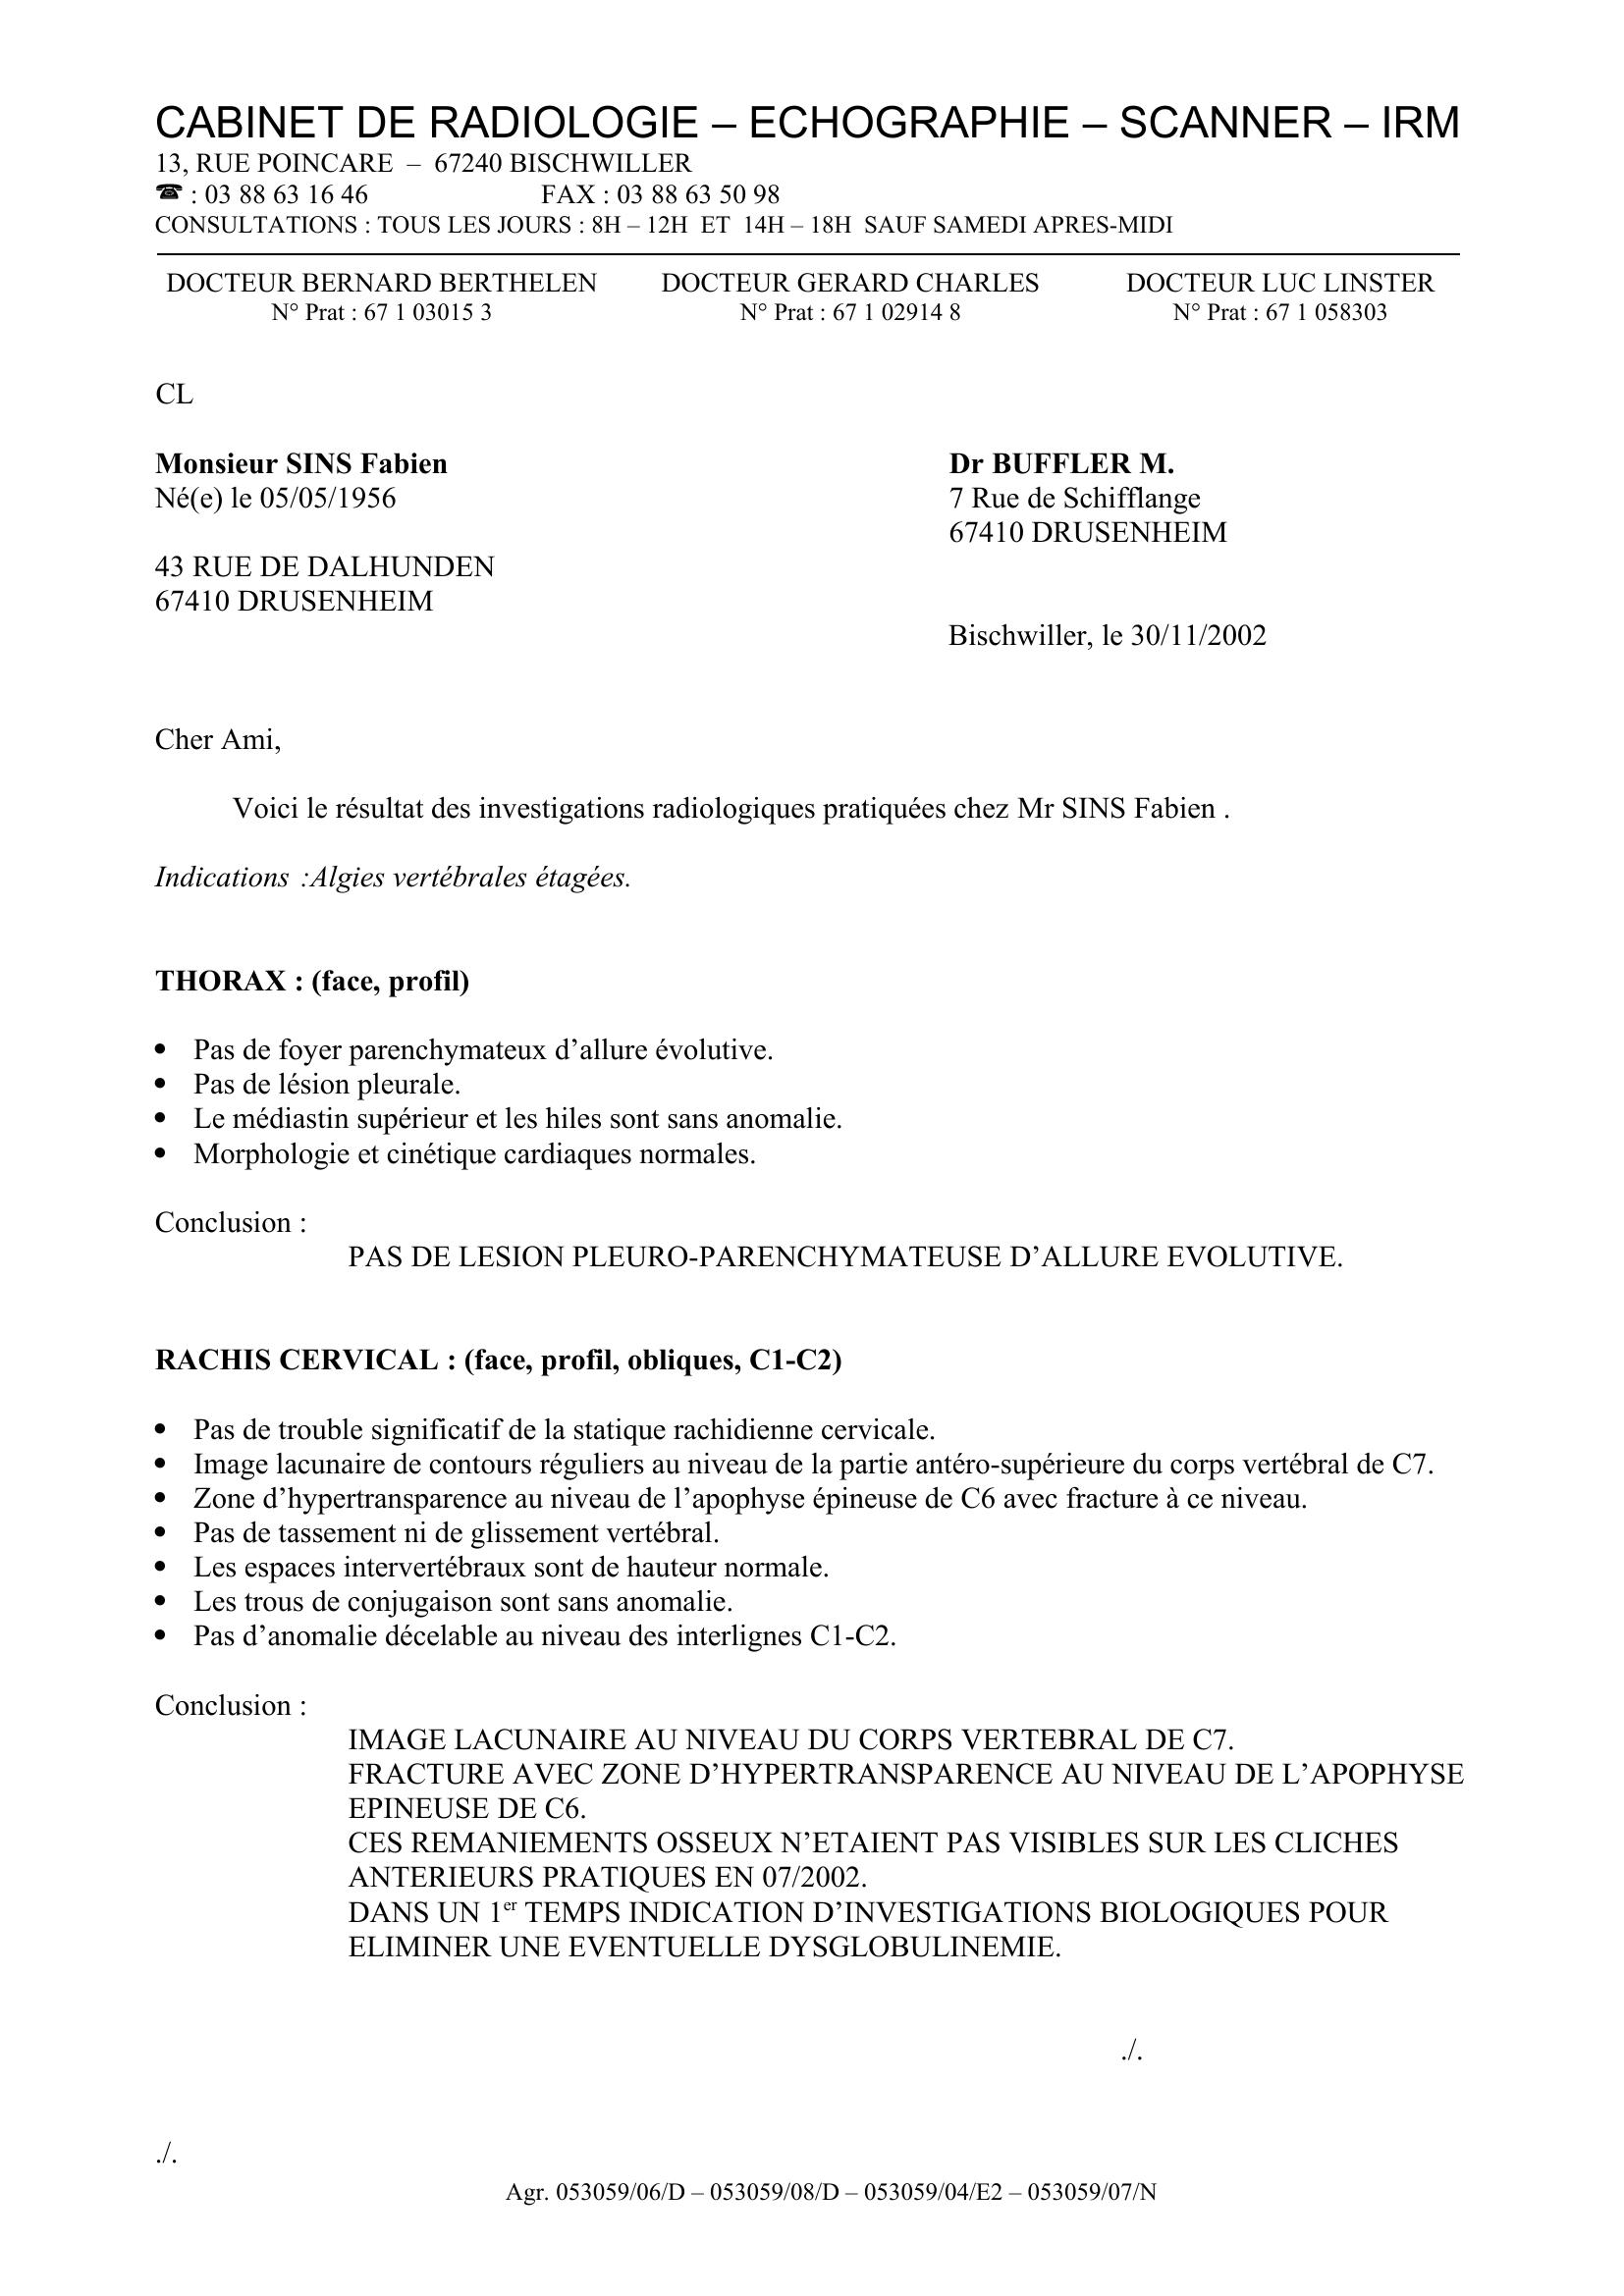 CABINET DE RADIOLOGIE – ECHOGRAPHIE – SCANNER – IRM
13, RUE POINCARE – 67240 BISCHWILLER
☎ : 03 88 63 16 46 FAX : 03 88 63 50 98
CONSULTATIONS : TOUS LES JOURS : 8H – 12H ET 14H – 18H SAUF SAMEDI APRES-MIDI
DOCTEUR BERNARD BERTHELEN DOCTEUR GERARD CHARLES DOCTEUR LUC LINSTER
N° Prat : 67 1 03015 3 N° Prat : 67 1 02914 8 N° Prat : 67 1 058303
CL
Monsieur SINS Fabien Dr BUFFLER M.
Né(e) le 05/05/1956 7 Rue de Schifflange
67410 DRUSENHEIM
43 RUE DE DALHUNDEN
67410 DRUSENHEIM
Bischwiller, le 30/11/2002
Cher Ami,
Voici le résultat des investigations radiologiques pratiquées chez Mr SINS Fabien .
Indications :Algies vertébrales étagées.
THORAX : (face, profil)
• Pas de foyer parenchymateux d’allure évolutive.
• Pas de lésion pleurale.
• Le médiastin supérieur et les hiles sont sans anomalie.
• Morphologie et cinétique cardiaques normales.
Conclusion :
PAS DE LESION PLEURO-PARENCHYMATEUSE D’ALLURE EVOLUTIVE.
RACHIS CERVICAL : (face, profil, obliques, C1-C2)
• Pas de trouble significatif de la statique rachidienne cervicale.
• Image lacunaire de contours réguliers au niveau de la partie antéro-supérieure du corps vertébral de C7.
• Zone d’hypertransparence au niveau de l’apophyse épineuse de C6 avec fracture à ce niveau.
• Pas de tassement ni de glissement vertébral.
• Les espaces intervertébraux sont de hauteur normale.
• Les trous de conjugaison sont sans anomalie.
• Pas d’anomalie décelable au niveau des interlignes C1-C2.
Conclusion :
IMAGE LACUNAIRE AU NIVEAU DU CORPS VERTEBRAL DE C7.
FRACTURE AVEC ZONE D’HYPERTRANSPARENCE AU NIVEAU DE L’APOPHYSE
EPINEUSE DE C6.
CES REMANIEMENTS OSSEUX N’ETAIENT PAS VISIBLES SUR LES CLICHES
ANTERIEURS PRATIQUES EN 07/2002.
DANS UN 1er TEMPS INDICATION D’INVESTIGATIONS BIOLOGIQUES POUR
ELIMINER UNE EVENTUELLE DYSGLOBULINEMIE.
./.
./.
Agr. 053059/06/D – 053059/08/D – 053059/04/E2 – 053059/07/N